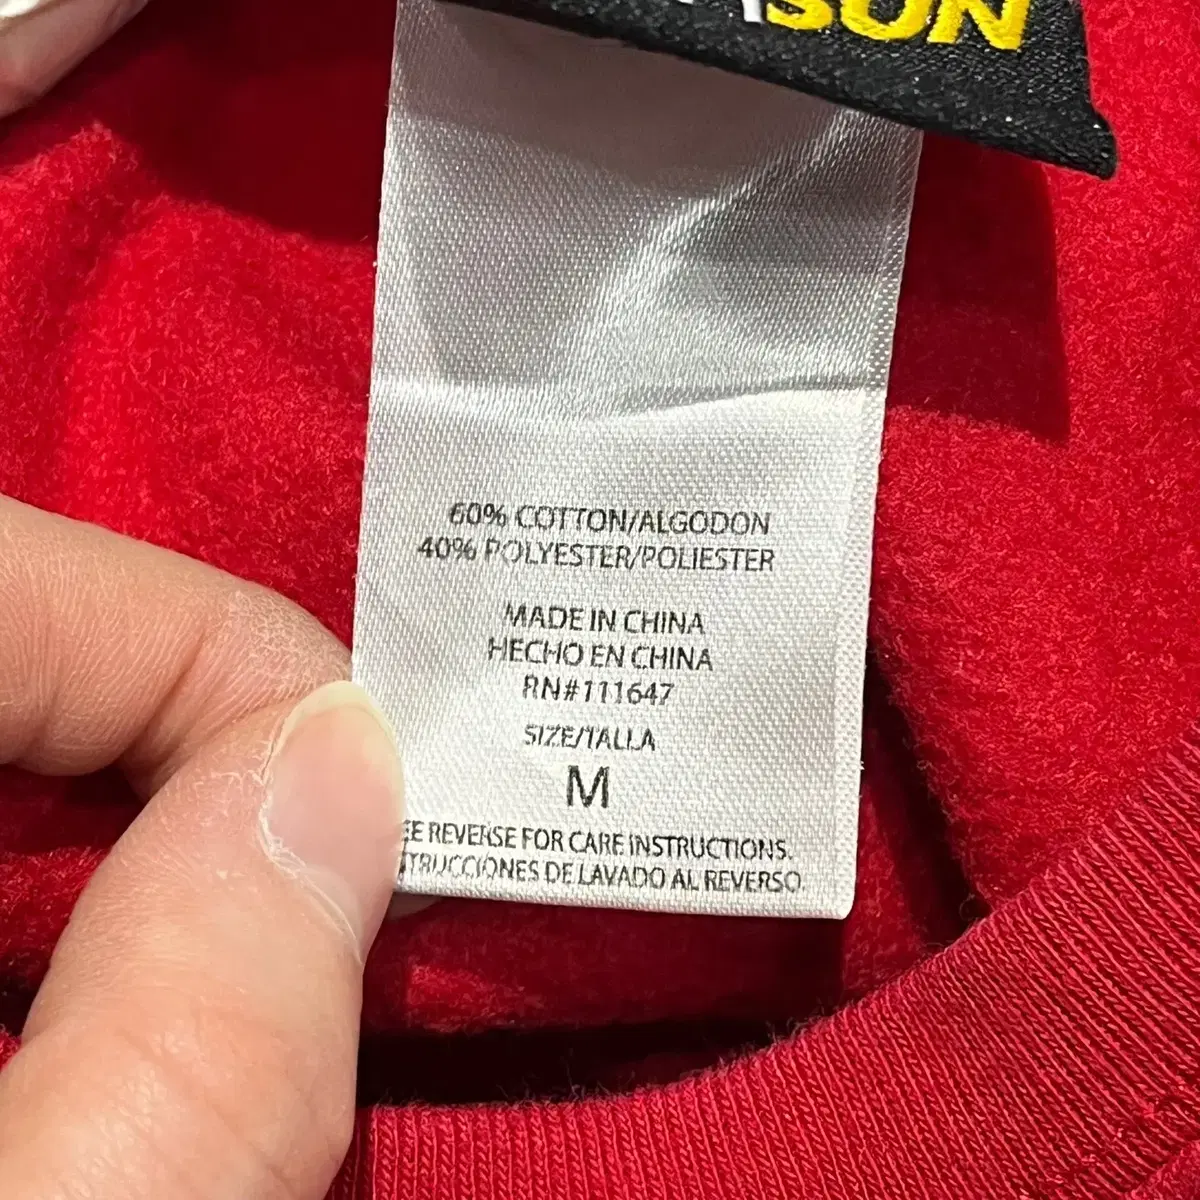 SUN
60% COTTON/ALGODON
40% POLYESTER/POLIESTER
MADE IN CHINA
HECHO EN CHINA
RN#111647
SIZE/TALLA
M
EE REVERSE FOR CARE INSTRUCTIONS.
TRUCCIONES DE LAVADO AL REVERSO.